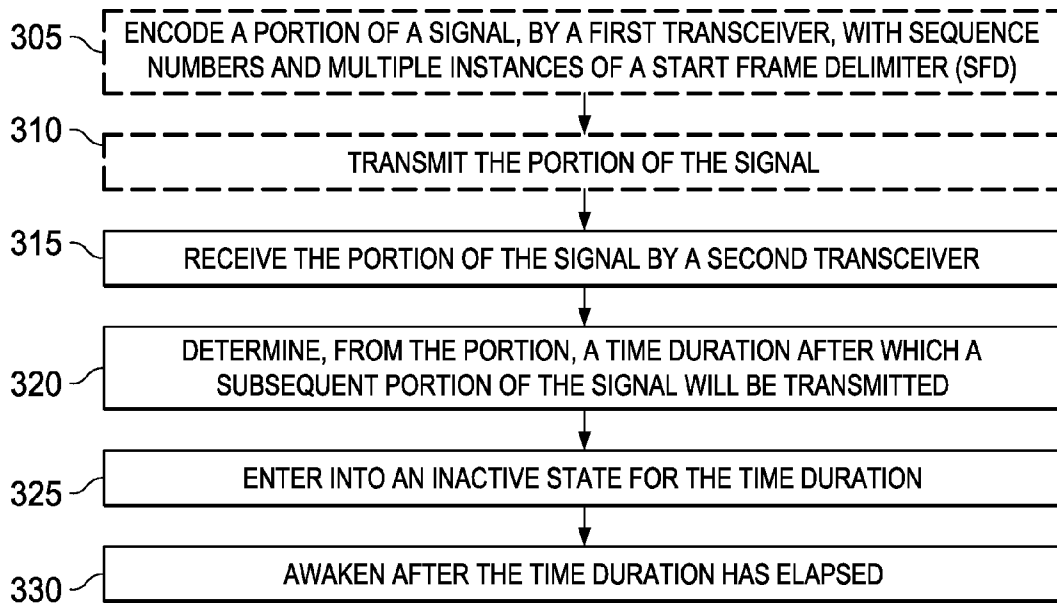 305
ENCODE A PORTION OF A SIGNAL, BY A FIRST TRANSCEIVER, WITH SEQUENCE
NUMBERS AND MULTIPLE INSTANCES OF A START FRAME DELIMITER (SFD)
310
TRANSMIT THE PORTION OF THE SIGNAL
315
RECEIVE THE PORTION OF THE SIGNAL BY A SECOND TRANSCEIVER
320
DETERMINE, FROM THE PORTION, A TIME DURATION AFTER WHICH A
SUBSEQUENT PORTION OF THE SIGNAL WILL BE TRANSMITTED
325
ENTER INTO AN INACTIVE STATE FOR THE TIME DURATION
330
AWAKEN AFTER THE TIME DURATION HAS ELAPSED